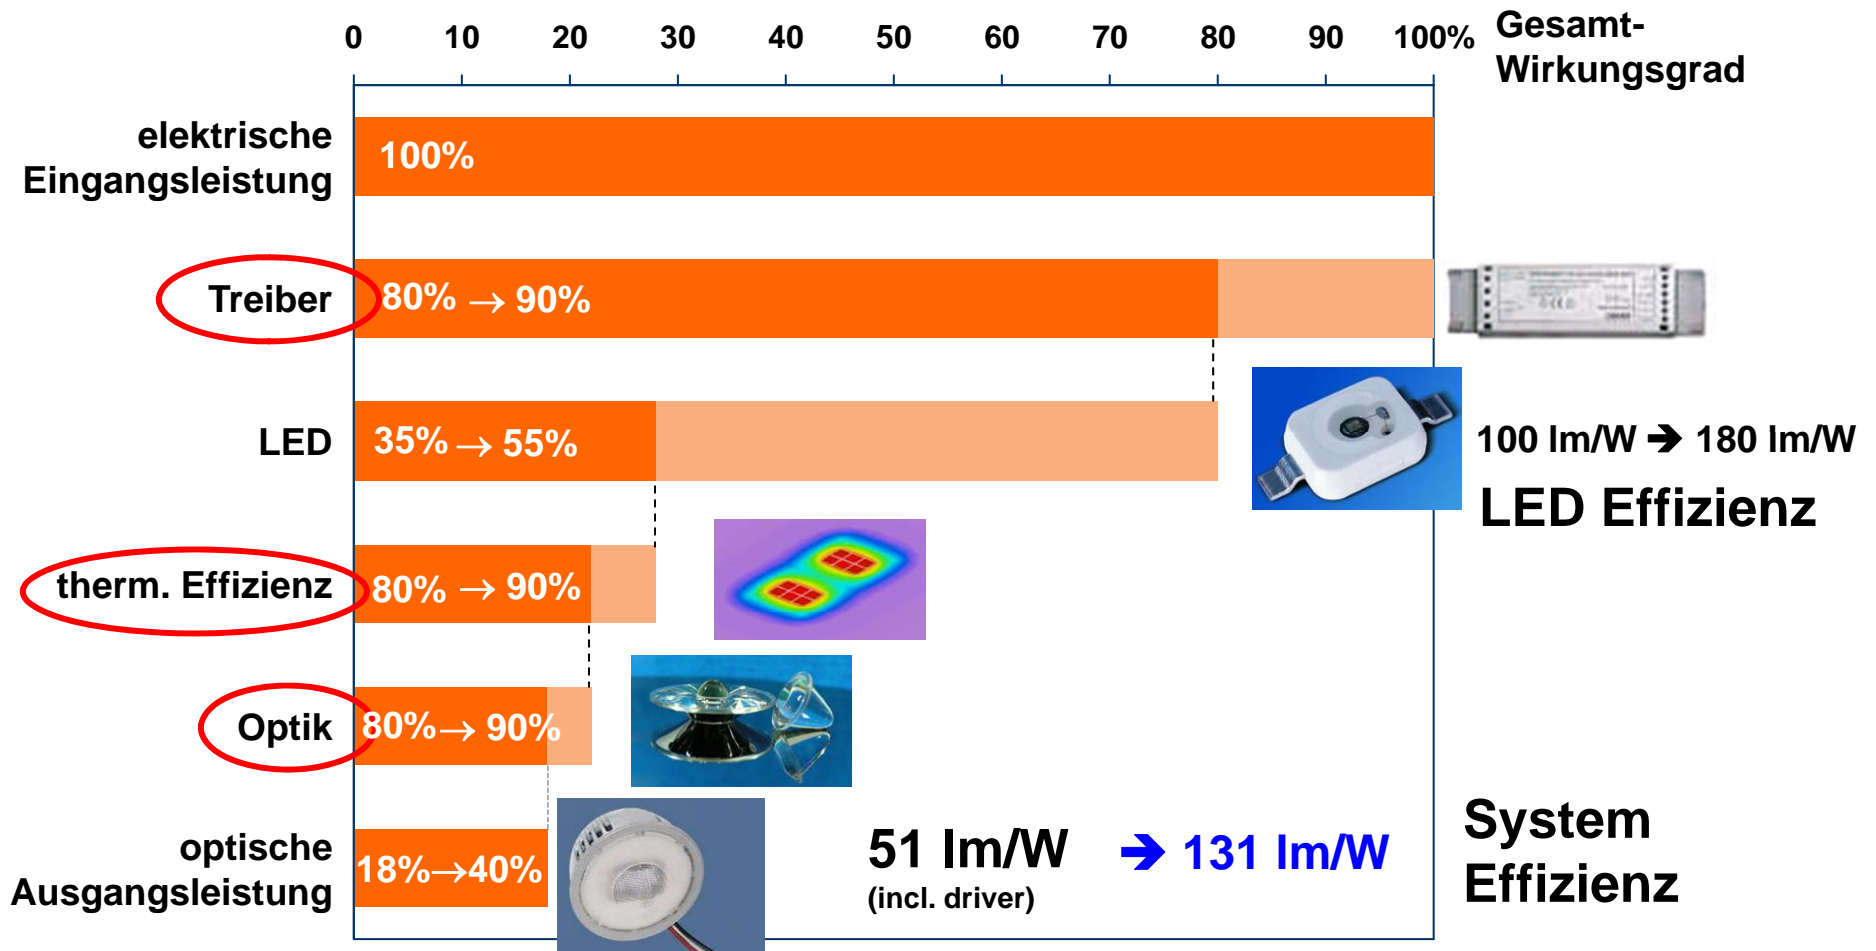 0 10 20 30 40 50 60 70 80 90 100%
Gesamt-
Wirkungsgrad
elektrische
Eingangsleistung
100%
Treiber
80% → 90%
LED
35% → 55%
100 lm/W ➔ 180 lm/W
LED Effizienz
therm. Effizienz
80% → 90%
Optik
80% → 90%
optische
Ausgangsleistung
18%→40%
51 lm/W ➔ 131 lm/W
(incl. driver)
System
Effizienz